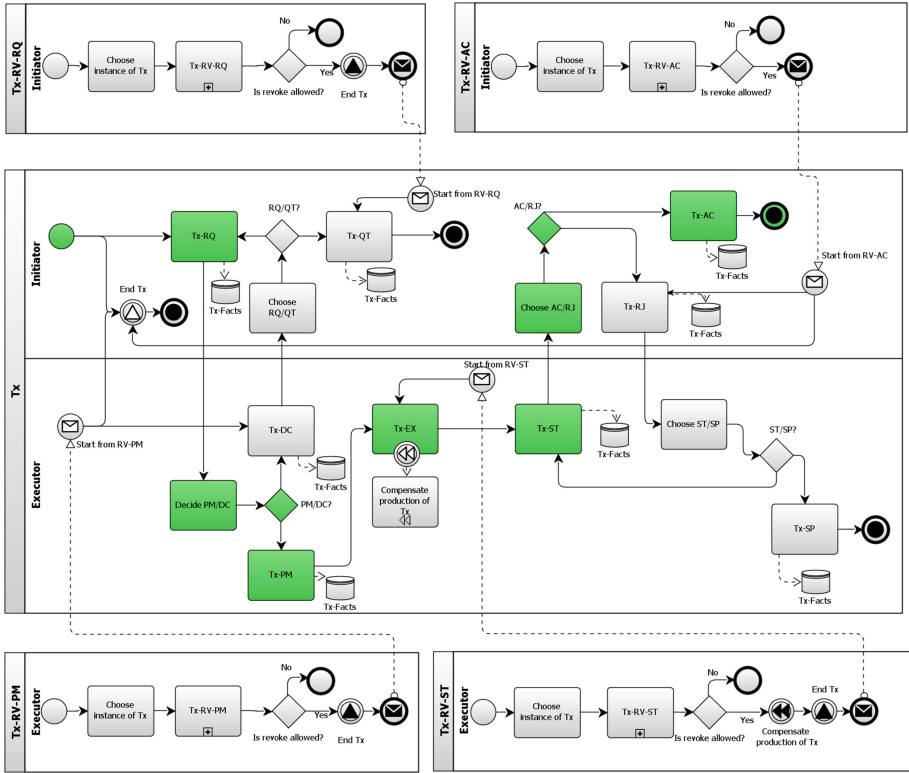 Tx-RV-RQ
Initiator
Choose
instance of Tx
Tx-RV-RQ
No
Yes
Is revoke allowed?
End Tx
Tx-RV-AC
Initiator
Choose
instance of Tx
Tx-RV-AC
No
Yes
Is revoke allowed?
Tx
Initiator
Tx-RQ
Tx-Facts
RQ/QT?
Choose
RQ/QT
Start from RV-RQ
Tx-QT
Tx-Facts
End Tx
AC/RJ?
Choose AC/RJ
Tx-AC
Tx-Facts
Tx-RJ
Tx-Facts
Start from RV-AC
Executor
Start from RV-PM
Tx-DC
Tx-Facts
Decide PM/DC
PM/DC?
Tx-PM
Tx-Facts
Start from RV-ST
Tx-EX
Compensate
production of
Tx
Tx-ST
Tx-Facts
Choose ST/SP
ST/SP?
Tx-SP
Tx-Facts
Tx-RV-PM
Executor
Choose
instance of Tx
Tx-RV-PM
No
Yes
Is revoke allowed?
End Tx
Tx-RV-ST
Executor
Choose
instance of Tx
Tx-RV-ST
No
Yes
Is revoke allowed?
Compensate
production of Tx
End Tx